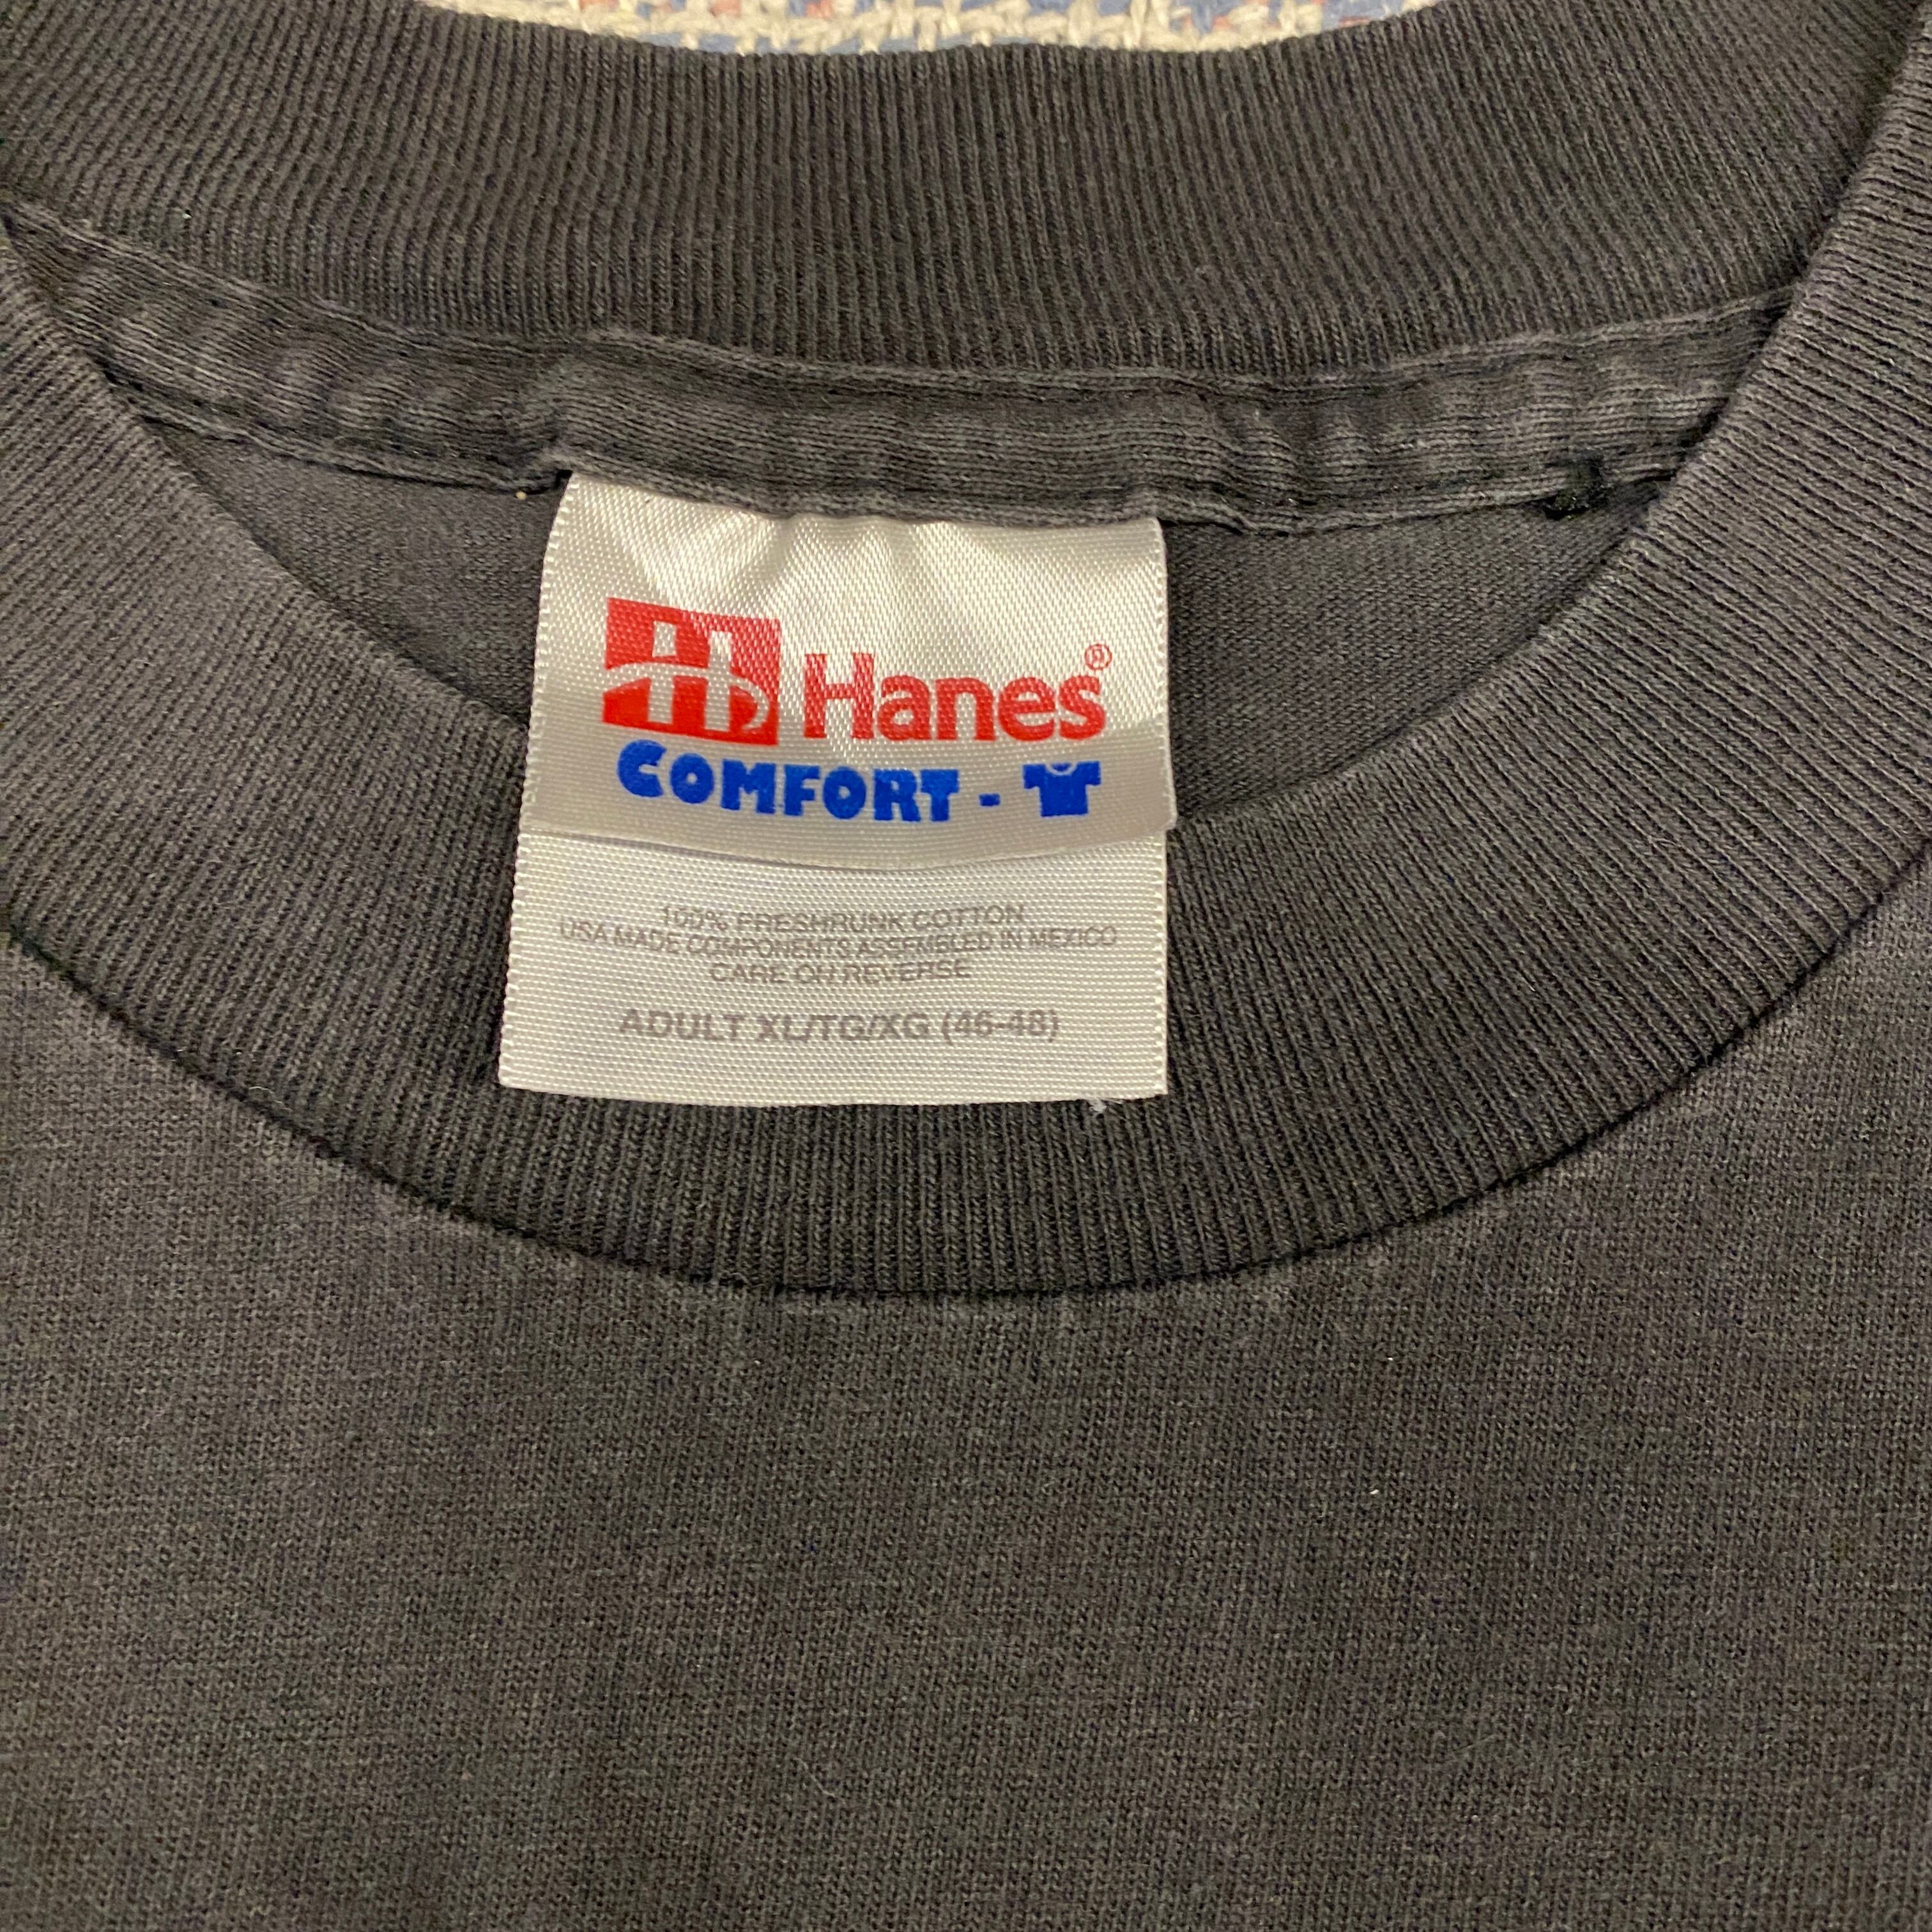 Hanes®
COMFORT -
100% FRESHRUNK COTTON
USA MADE COMPONENTS ASSEMBLED IN MEXICO
CARE ON REVERSE
ADULT XL/TG/XG (46-48)